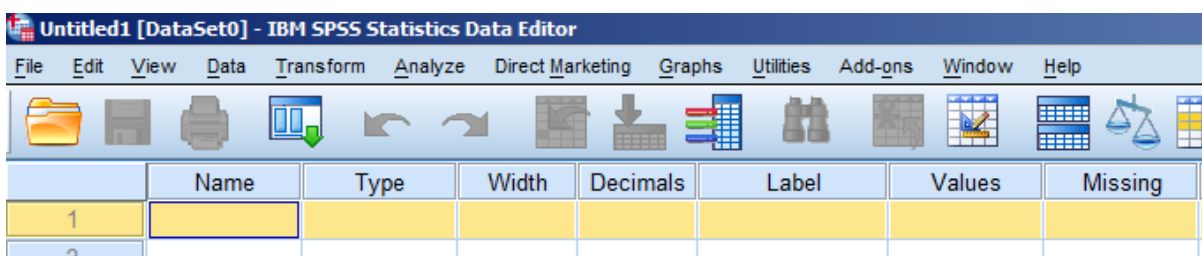 Untitled1 [DataSet0] - IBM SPSS Statistics Data Editor
File Edit View Data Transform Analyze Direct Marketing Graphs Utilities Add-ons Window Help
Name Type Width Decimals Label Values Missing
1